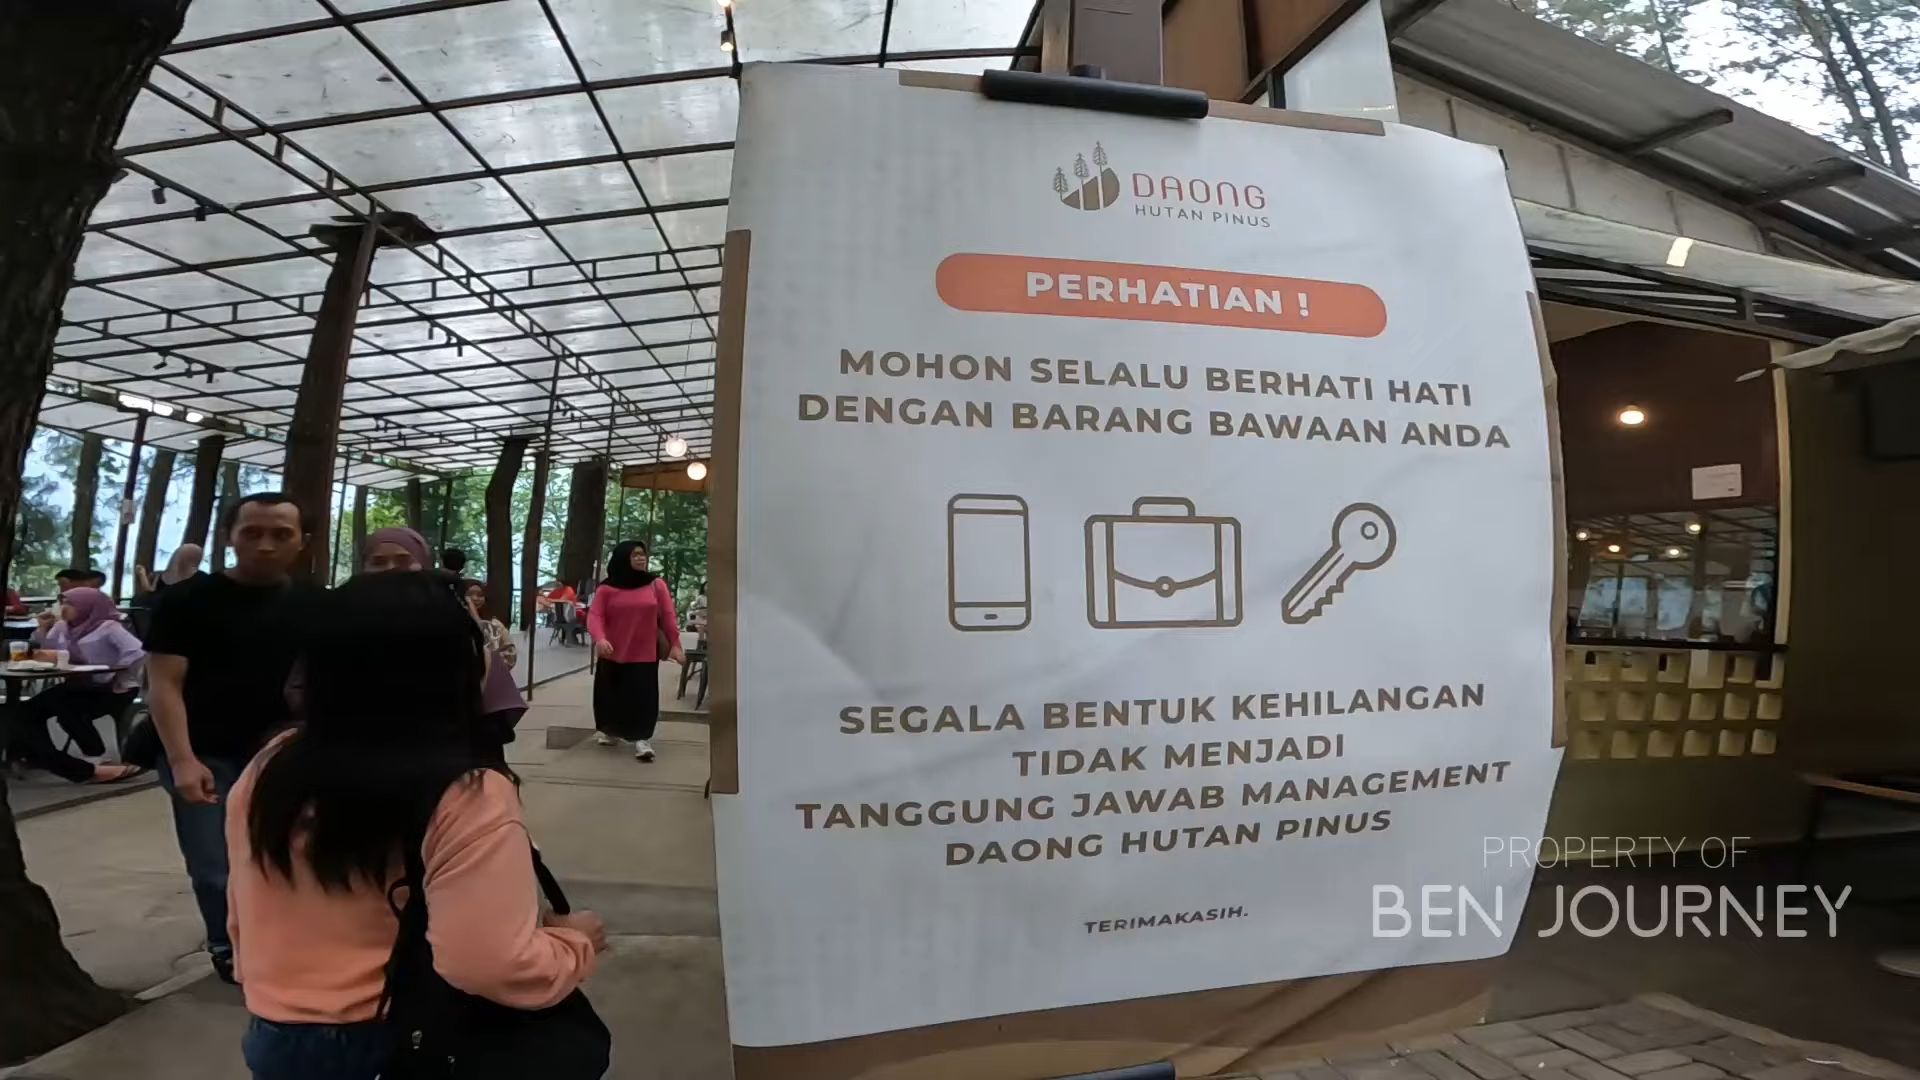 DAONG
HUTAN PINUS
PERHATIAN !
MOHON SELALU BERHATI HATI
DENGAN BARANG BAWAAN ANDA
SEGALA BENTUK KEHILANGAN
TIDAK MENJADI
TANGGUNG JAWAB MANAGEMENT
DAONG HUTAN PINUS
TERIMAKASIH.
PROPERTY OF
BEN JOURNEY